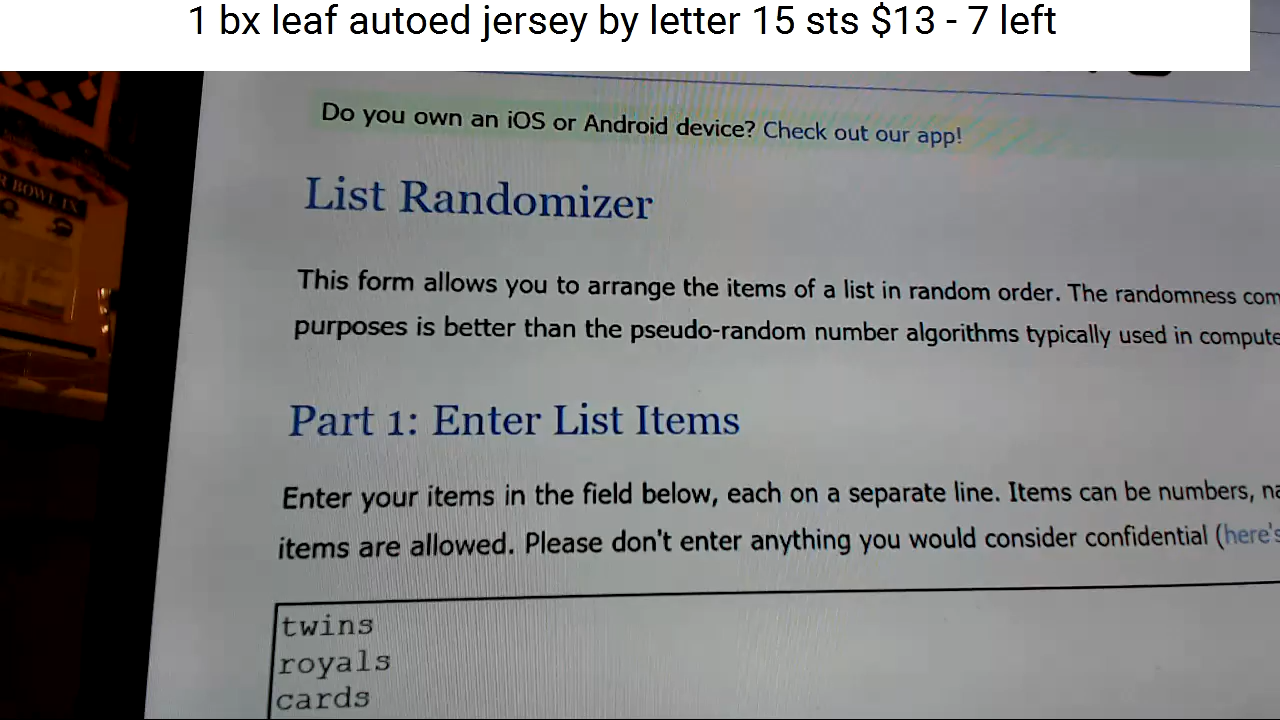 1 bx leaf autoed jersey by letter 15 sts $13 - 7 left
Do you own an iOS or Android device? Check out our app!
BOWL IX
List Randomizer
This form allows you to arrange the items of a list in random order. The randomness com
purposes is better than the pseudo-random number algorithms typically used in compute
Part 1: Enter List Items
Enter your items in the field below, each on a separate line. Items can be numbers, na
items are allowed. Please don't enter anything you would consider confidential (here's
twins
royals
cards